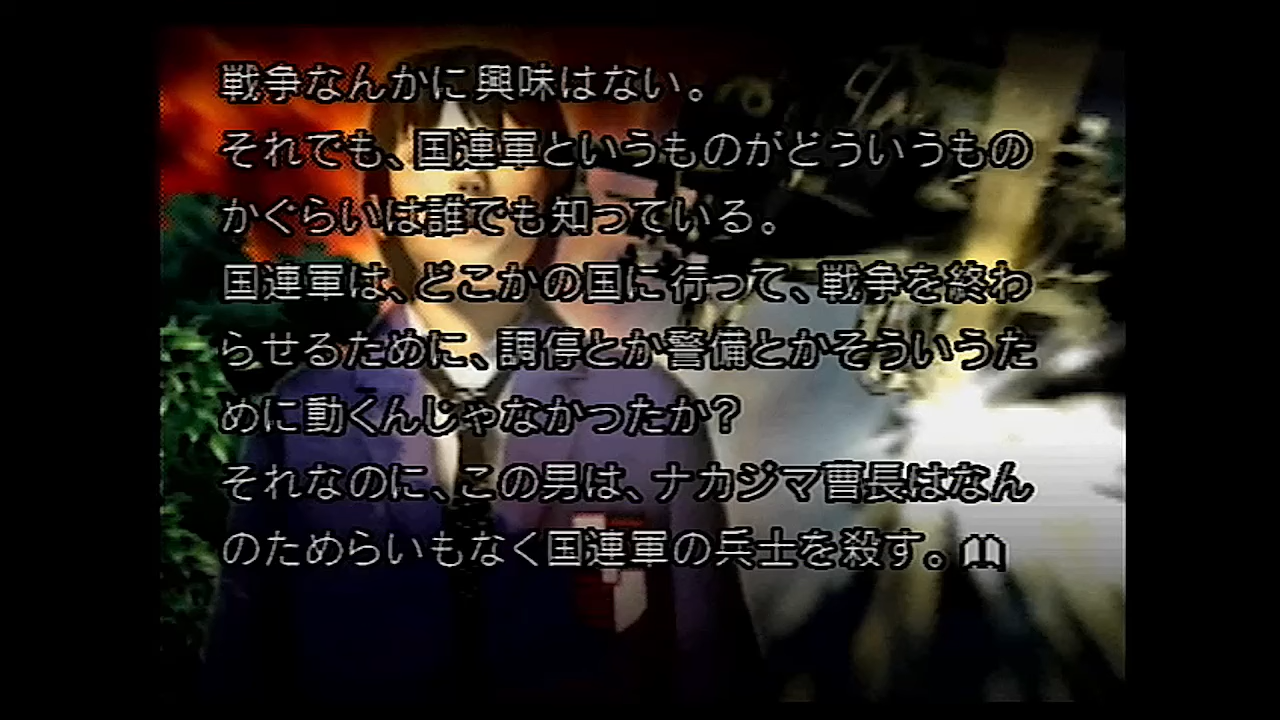 戦争なんかに興味はない。
それでも、国連軍というものがどういうもの
かぐらいは誰でも知っている。
国連軍は、どこかの国に行って、戦争を終わ
らせるために、調停とか警備とかそういうた
めに動くんじゃなかったか？
それなのに、この男は、ナカジマ曹長はなん
のためらいもなく国連軍の兵士を殺す。